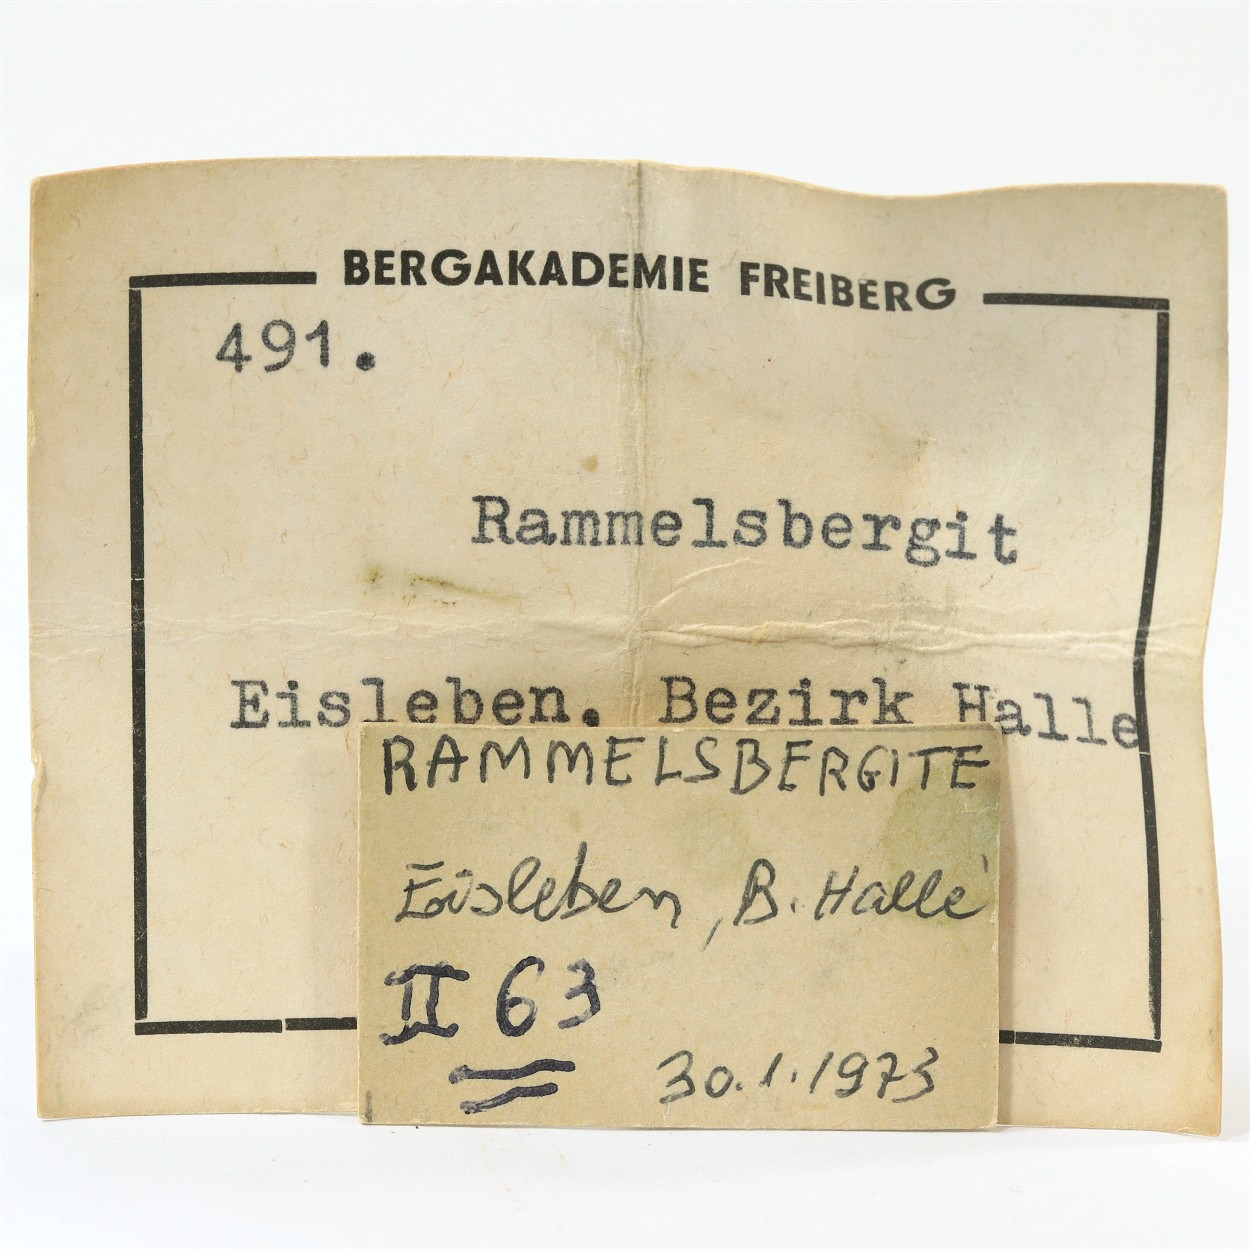 BERGAKADEMIE FREIBERG
491.
Rammelsbergit
Eisleben. Bezirk Halle
RAMMELSBERGITE
Eisleben, B. Halle
II 63
30.1.1973